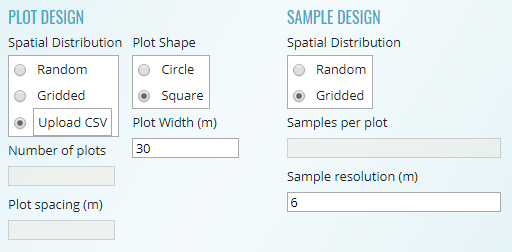 PLOT DESIGN
Spatial Distribution
Random
Gridded
Upload CSV
Number of plots
Plot spacing (m)
Plot Shape
Circle
Square
Plot Width (m)
30
SAMPLE DESIGN
Spatial Distribution
Random
Gridded
Samples per plot
Sample resolution (m)
6